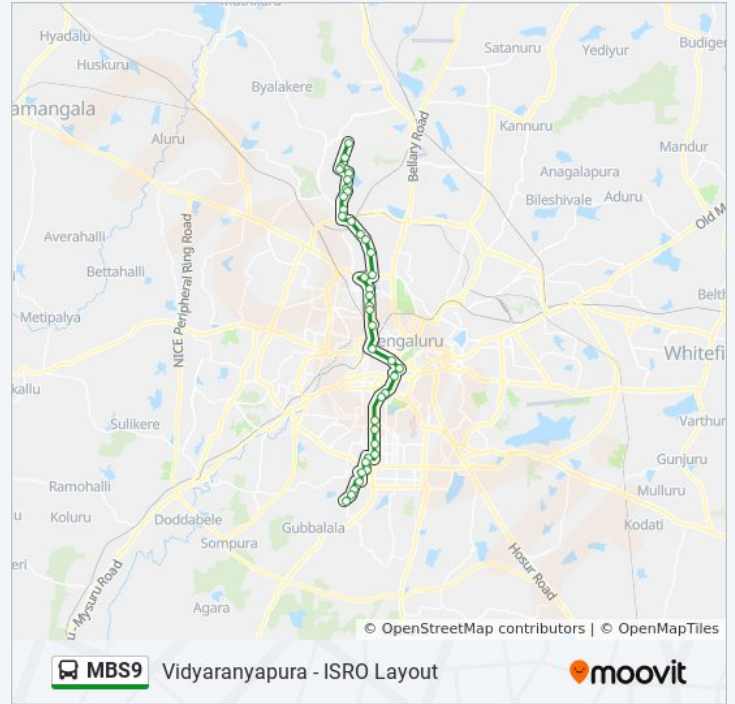 Hyadalu
Huskuru
Byalakere
Satanuru
Yediyur
Budiger
amangala
Aluru
Bellary Road
Kannuru
Mandur
Anagalapura
Bileshivale
Aduru
Old M
NICE Peripheral Ring Road
Averahalli
Bettahalli
Metipalya
Belth
engaluru
Whitefi
kallu
Sulikere
Varthur
Gunjuru
Ramohalli
Mulluru
u
Koluru
Doddabele
Gubbalala
Kodati
Sompura
eri
Hosur Road
u - Mysuru Road
Agara
© OpenStreetMap contributors | © OpenMapTiles
MBS9 Vidyaranyapura - ISRO Layout
moovit